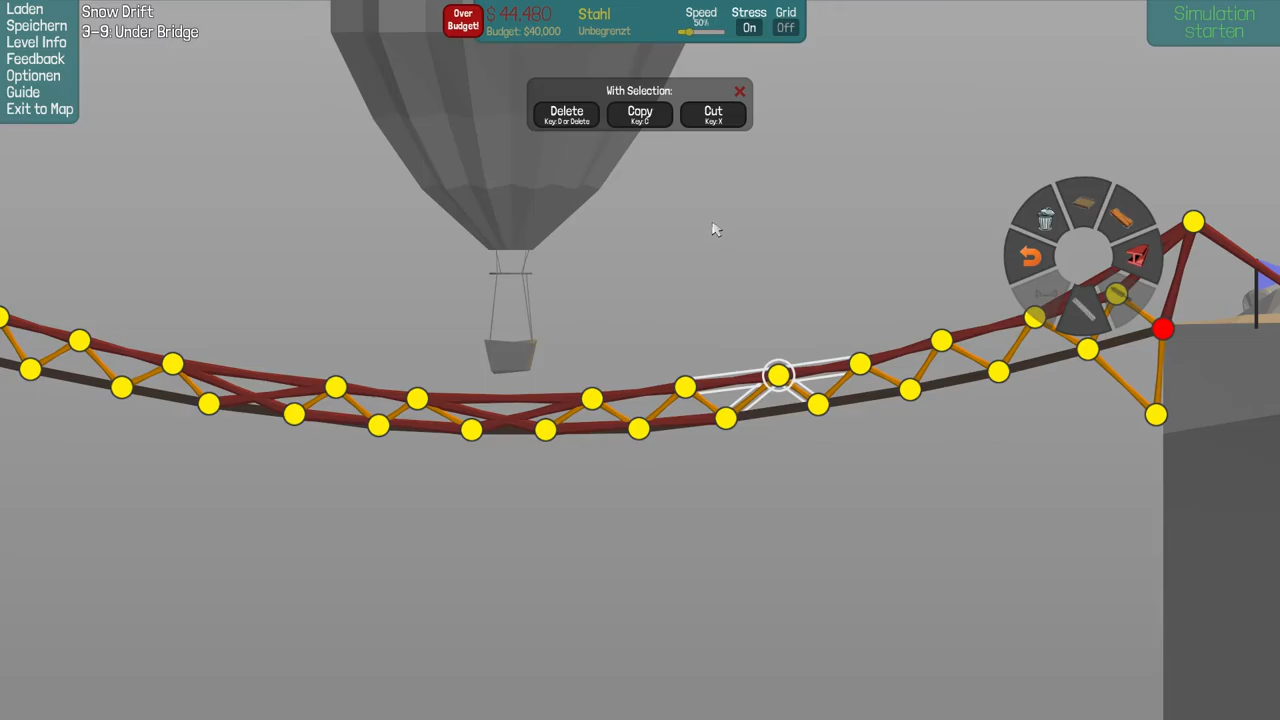 Laden
Speichern
Level Info
Feedback
Optionen
Guide
Exit to Map
Snow Drift
3-9: Under Bridge
Over Budget!
$ 44,480
Budget: $40,000
Stahl
Unbegrenzt
Speed
50%
Stress
On
Grid
Off
Simulation
starten
With Selection:
Delete
Key: D or Delete
Copy
Key: C
Cut
Key: X